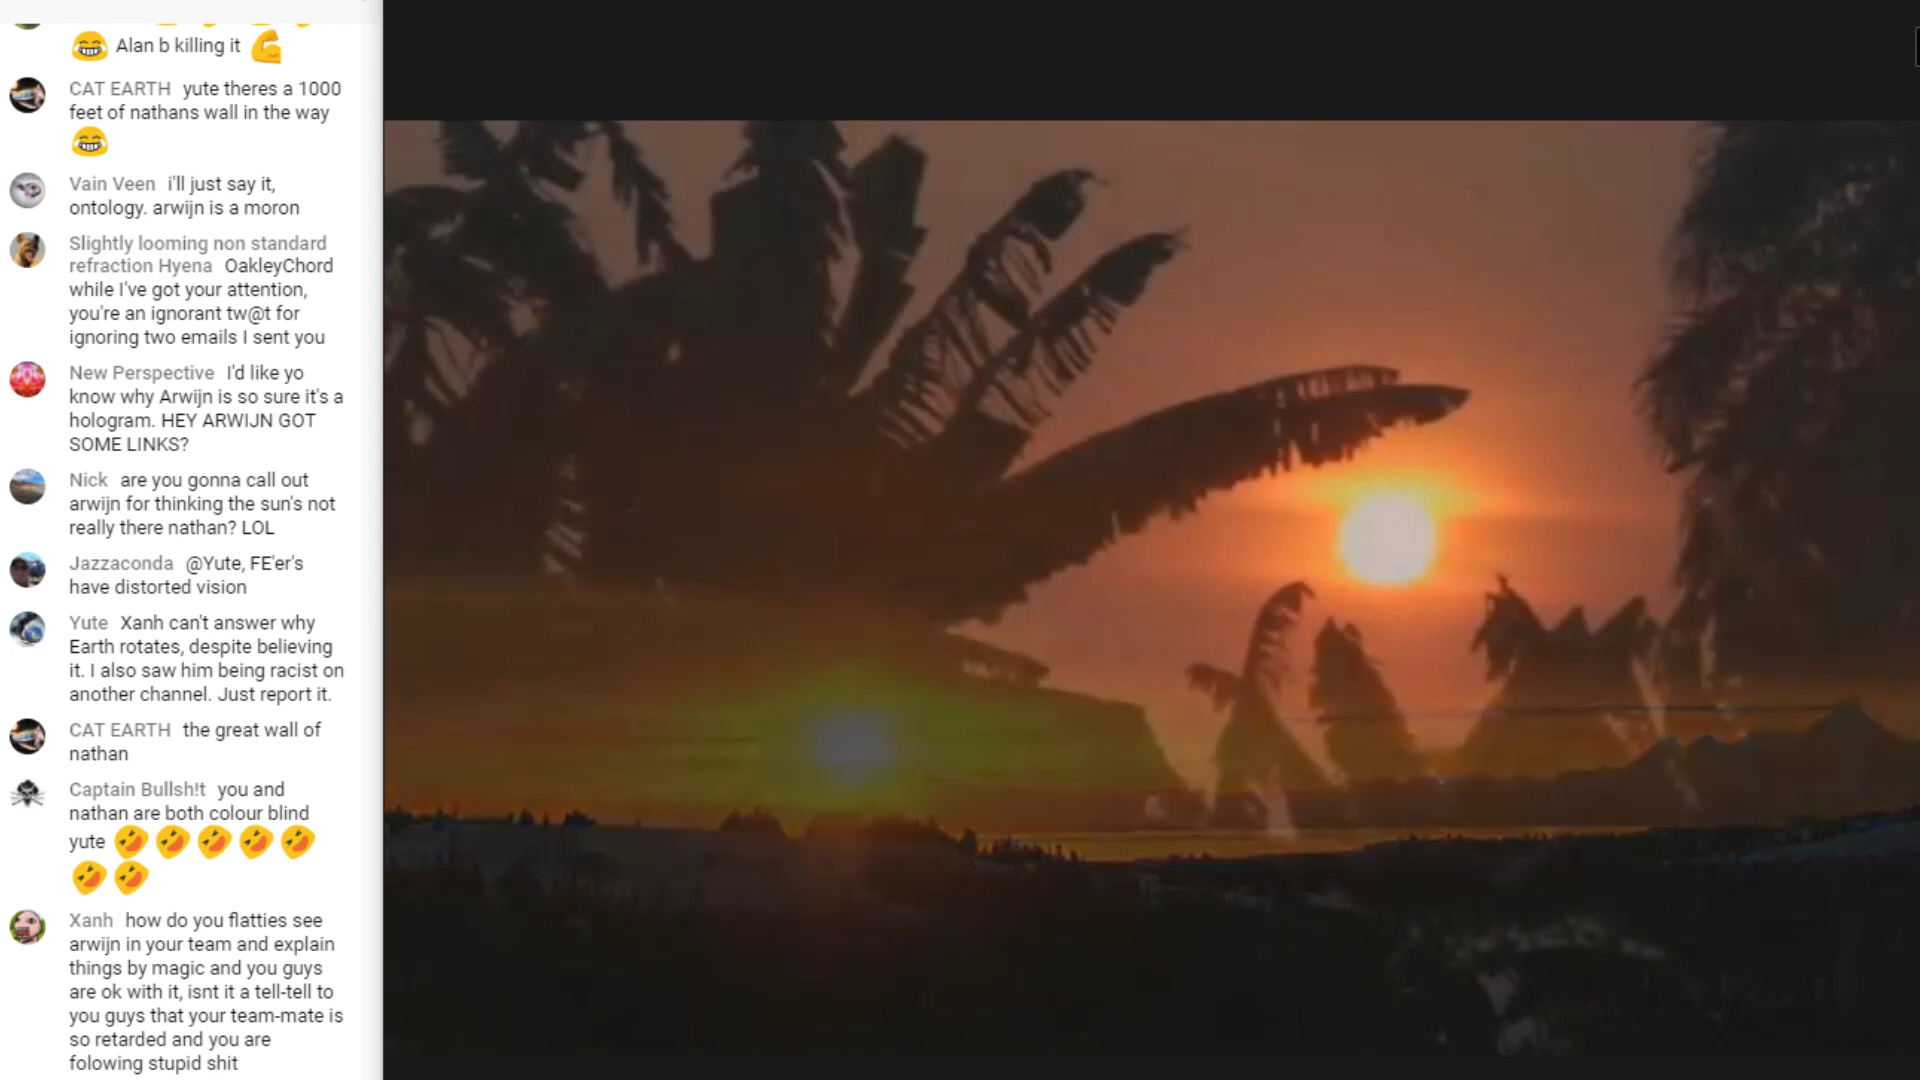 😂 Alan b killing it 💪
CAT EARTH yute theres a 1000
feet of nathans wall in the way
😂
Vain Veen i'll just say it,
ontology. arwijn is a moron
Slightly looming non standard
refraction Hyena OakleyChord
while I've got your attention,
you're an ignorant tw@t for
ignoring two emails I sent you
New Perspective I'd like yo
know why Arwijn is so sure it's a
hologram. HEY ARWIJN GOT
SOME LINKS?
Nick are you gonna call out
arwijn for thinking the sun's not
really there nathan? LOL
Jazzaconda @Yute, FE'er's
have distorted vision
Yute Xanh can't answer why
Earth rotates, despite believing
it. I also saw him being racist on
another channel. Just report it.
CAT EARTH the great wall of
nathan
Captain Bullsh!t you and
nathan are both colour blind
yute 🤣 🤣 🤣 🤣 🤣
🤣 🤣
Xanh how do you flatties see
arwijn in your team and explain
things by magic and you guys
are ok with it, isnt it a tell-tell to
you guys that your team-mate is
so retarded and you are
folowing stupid shit